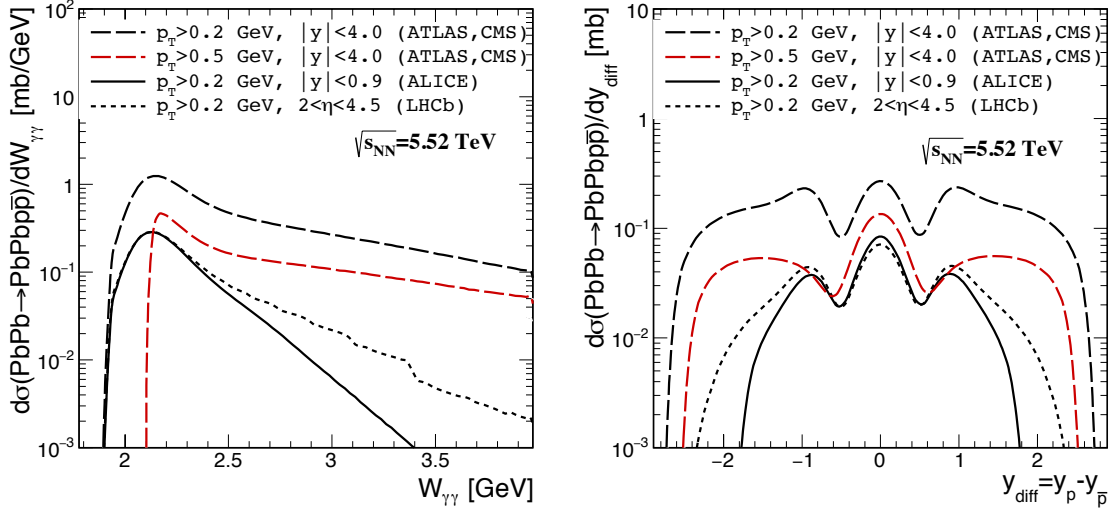 dσ(PbPb→PbPbpp̅)/dW_γγ [mb/GeV]
10²
10
1
10⁻¹
10⁻²
10⁻³
p_T>0.2 GeV, |y|<4.0 (ATLAS,CMS)
p_T>0.5 GeV, |y|<4.0 (ATLAS,CMS)
p_T>0.2 GeV, |y|<0.9 (ALICE)
p_T>0.2 GeV, 2<η<4.5 (LHCb)
√s_NN=5.52 TeV
2 2.5 3 3.5
W_γγ [GeV]
dσ(PbPb→PbPbpp̅)/dy_diff [mb]
10
1
10⁻¹
10⁻²
10⁻³
p_T>0.2 GeV, |y|<4.0 (ATLAS,CMS)
p_T>0.5 GeV, |y|<4.0 (ATLAS,CMS)
p_T>0.2 GeV, |y|<0.9 (ALICE)
p_T>0.2 GeV, 2<η<4.5 (LHCb)
√s_NN=5.52 TeV
−2 −1 0 1 2
y_diff=y_p-y_p̅